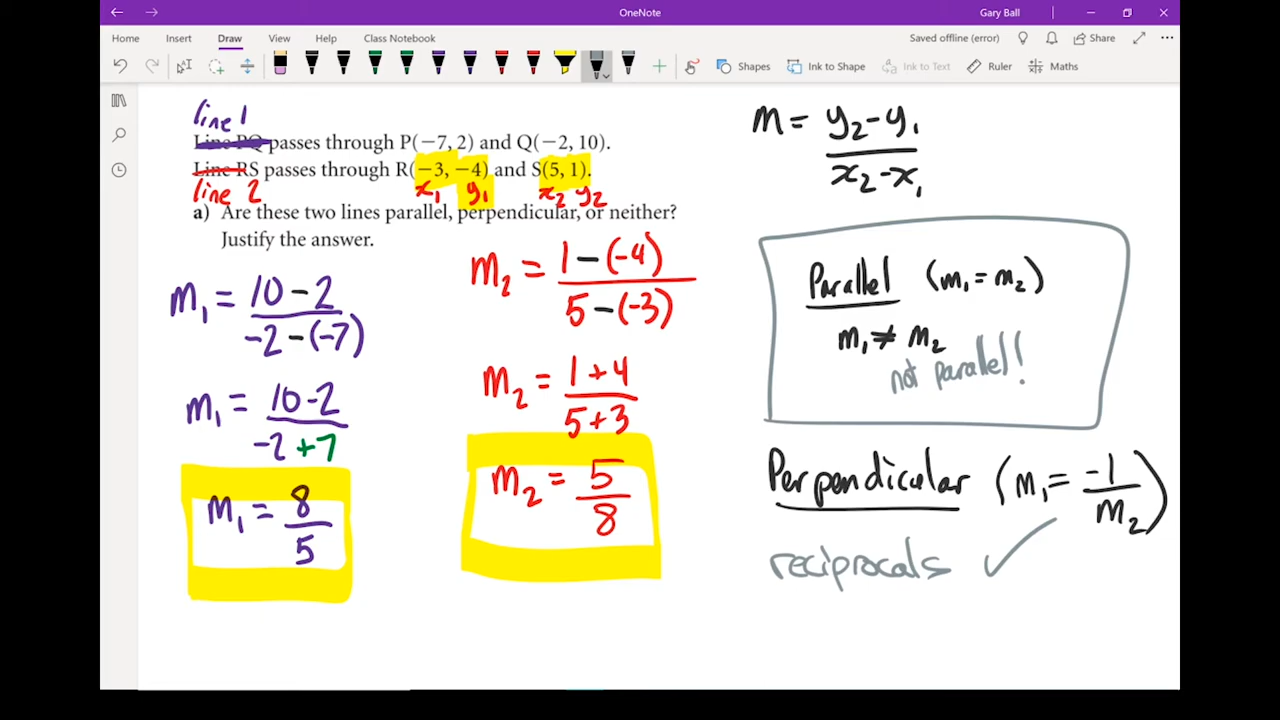 OneNote
Gary Ball
Home Insert Draw View Help Class Notebook
Saved offline (error) Share
Shapes Ink to Shape Ink to Text Ruler Maths
line 1
Line PQ passes through P(−7, 2) and Q(−2, 10).
Line RS passes through R(−3, −4) and S(5, 1).
line 2 x₁ y₁ x₂ y₂
a) Are these two lines parallel, perpendicular, or neither?
Justify the answer.
m₁ = 10 - 2
-2 - (-7)
m₁ = 10 - 2
-2 + 7
m₁ = 8
5
m₂ = 1 - (-4)
5 - (-3)
m₂ = 1 + 4
5 + 3
m₂ = 5
8
m = y₂ - y₁
x₂ - x₁
Parallel (m₁ = m₂)
m₁ ≠ m₂
not parallel!
Perpendicular (m₁ = -1
m₂)
reciprocals ✓